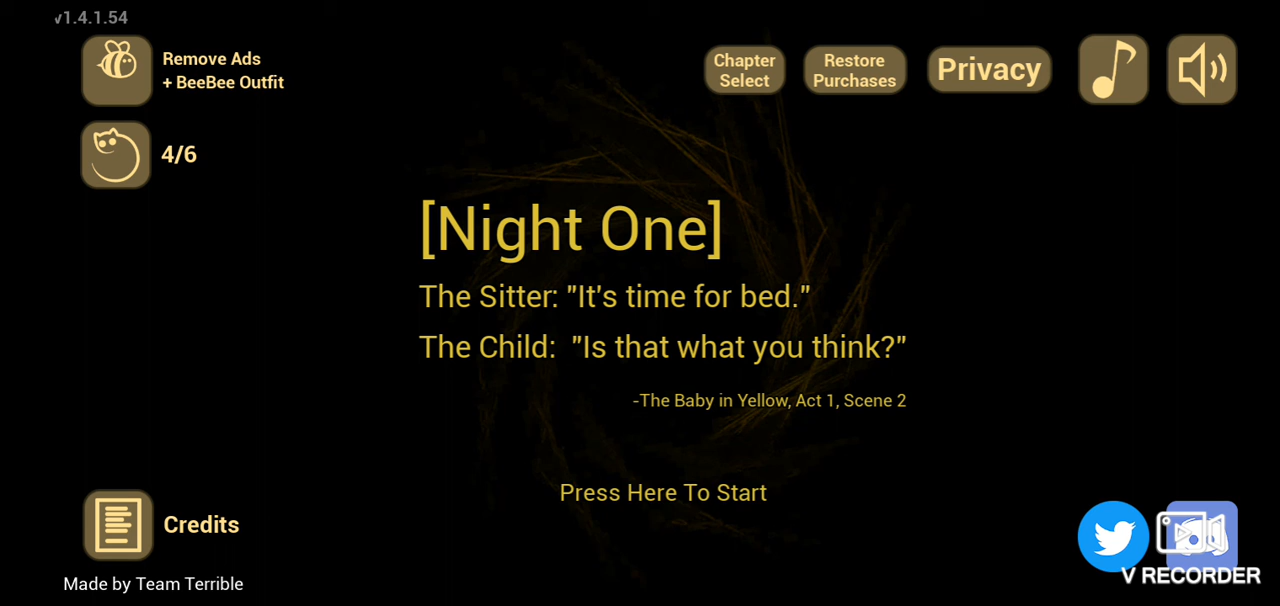 v1.4.1.54
Remove Ads
+ BeeBee Outfit
Chapter
Select
Restore
Purchases
Privacy
4/6
[Night One]
The Sitter: "It's time for bed."
The Child:  "Is that what you think?"
-The Baby in Yellow, Act 1, Scene 2
Press Here To Start
Credits
Made by Team Terrible
V RECORDER